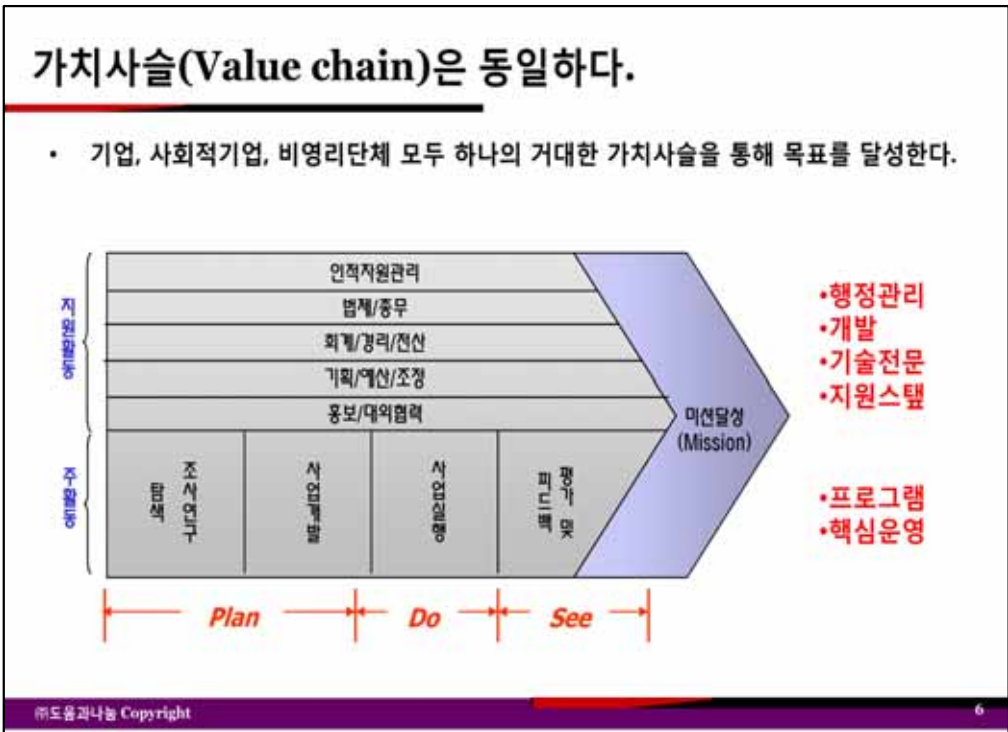 가치사슬(Value chain)은 동일하다.
• 기업, 사회적기업, 비영리단체 모두 하나의 거대한 가치사슬을 통해 목표를 달성한다.
지원활동
인적자원관리
법제/총무
회계/경리/전산
기획/예산/조정
홍보/대외협력
주활동
조사연구
탐색
사업개발
사업실행
평가 및
피드백
미션달성
(Mission)
•행정관리
•개발
•기술전문
•지원스탭
•프로그램
•핵심운영
Plan
Do
See
㈜도움과나눔 Copyright
6